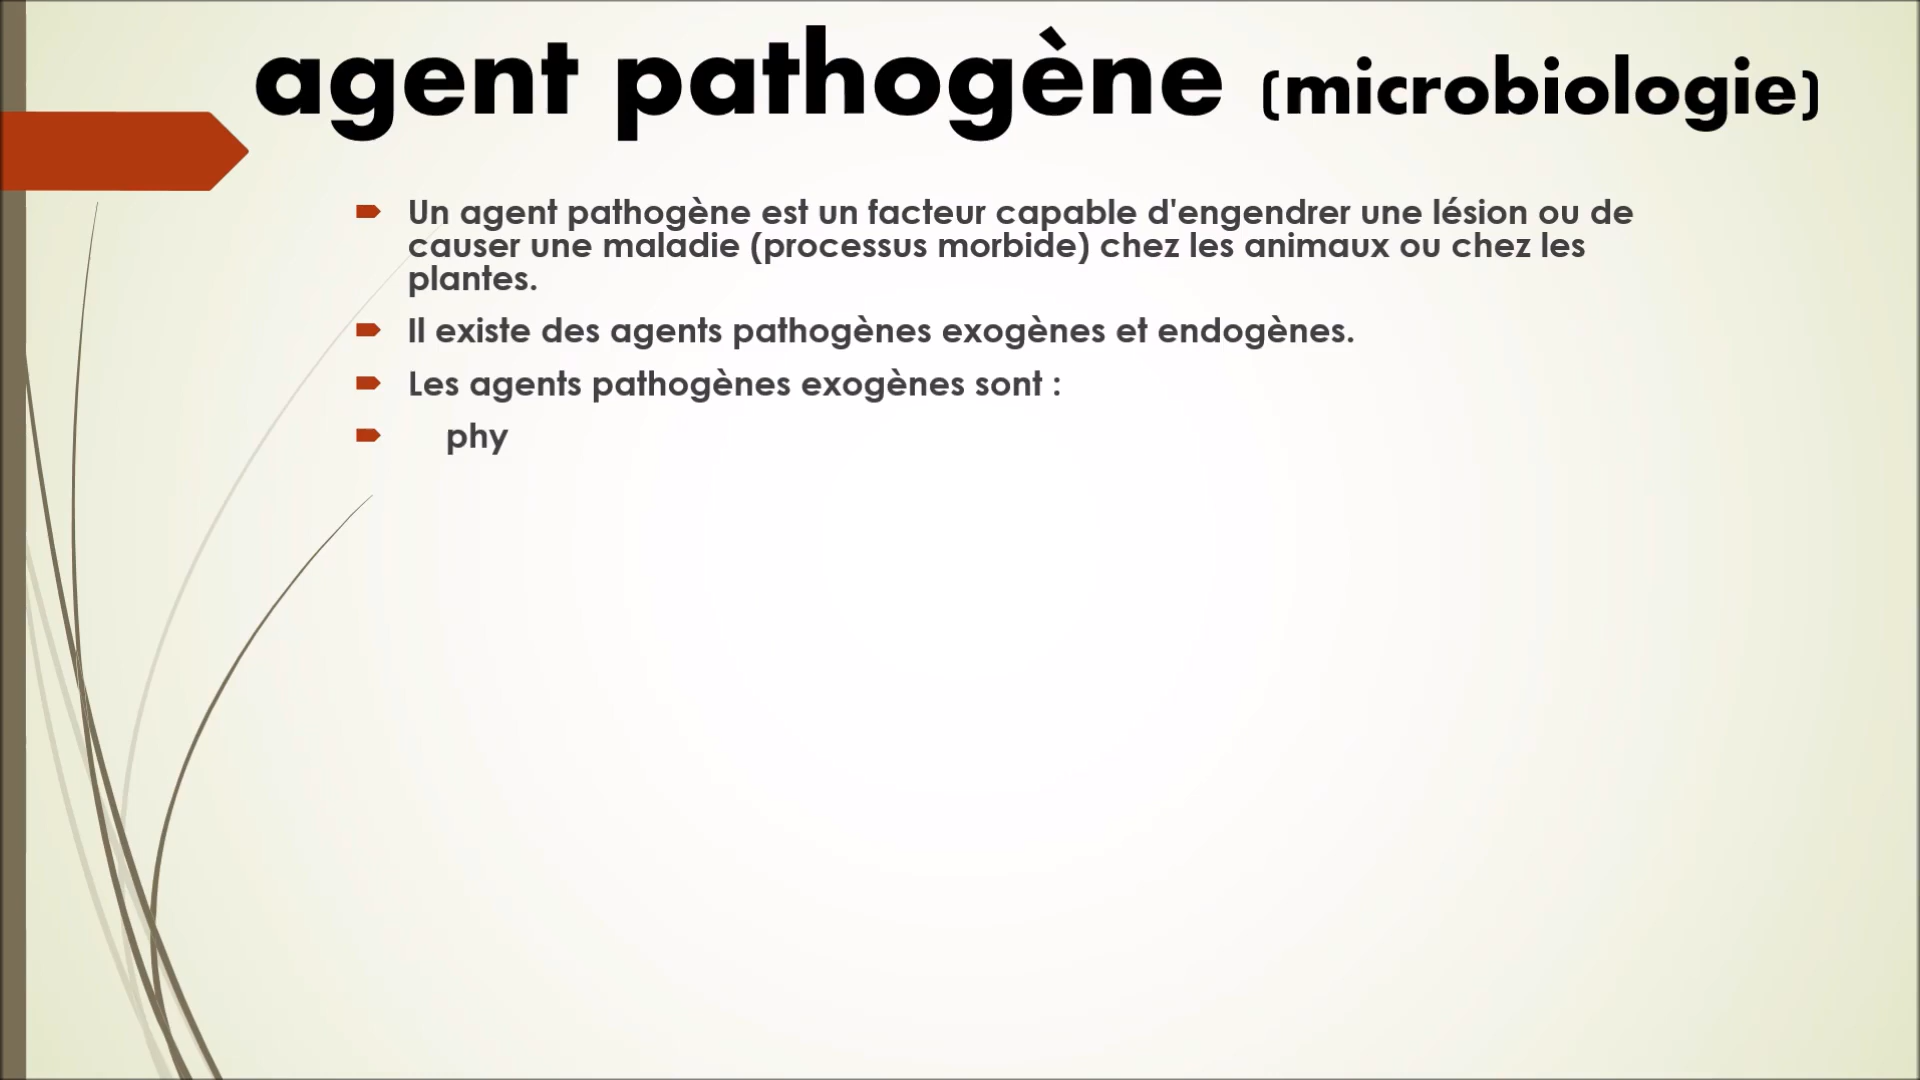 agent pathogène (microbiologie)
Un agent pathogène est un facteur capable d'engendrer une lésion ou de
causer une maladie (processus morbide) chez les animaux ou chez les
plantes.
Il existe des agents pathogènes exogènes et endogènes.
Les agents pathogènes exogènes sont :
phy